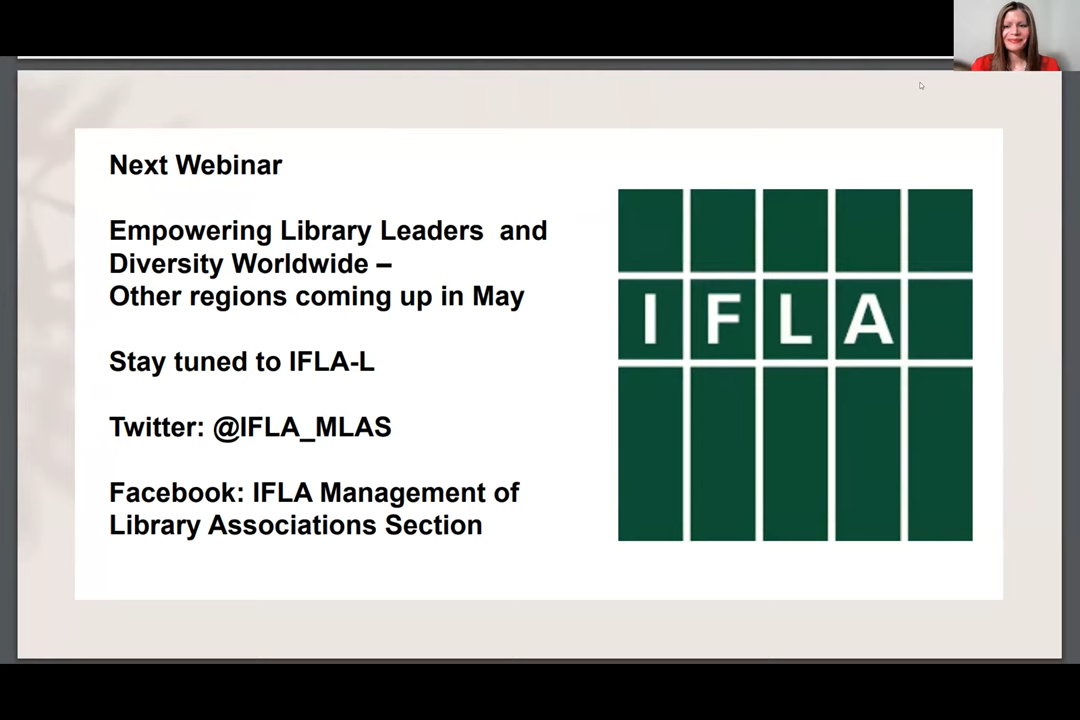 Next Webinar
Empowering Library Leaders  and
Diversity Worldwide –
Other regions coming up in May
Stay tuned to IFLA-L
Twitter: @IFLA_MLAS
Facebook: IFLA Management of
Library Associations Section
IFLA